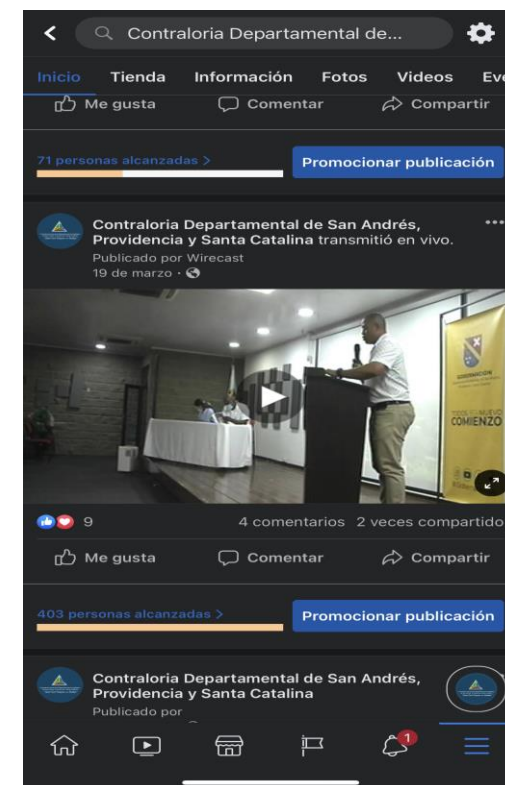 Contraloria Departamental de...
Inicio Tienda Información Fotos Videos Eve
Me gusta Comentar Compartir
71 personas alcanzadas > Promocionar publicación
Contraloria Departamental de San Andrés,
Providencia y Santa Catalina transmitió en vivo.
Publicado por Wirecast
19 de marzo ·
GOBERNACIÓN
NUEVO
COMIENZO
9 4 comentarios 2 veces compartido
Me gusta Comentar Compartir
403 personas alcanzadas > Promocionar publicación
Contraloria Departamental de San Andrés,
Providencia y Santa Catalina
Publicado por
1